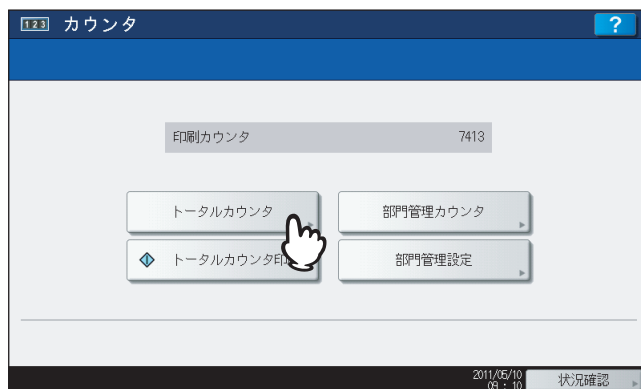 123 カウンタ ?
印刷カウンタ 7413
トータルカウンタ 部門管理カウンタ
トータルカウンタ印 部門管理設定
2011/05/10
09 : 10 状況確認